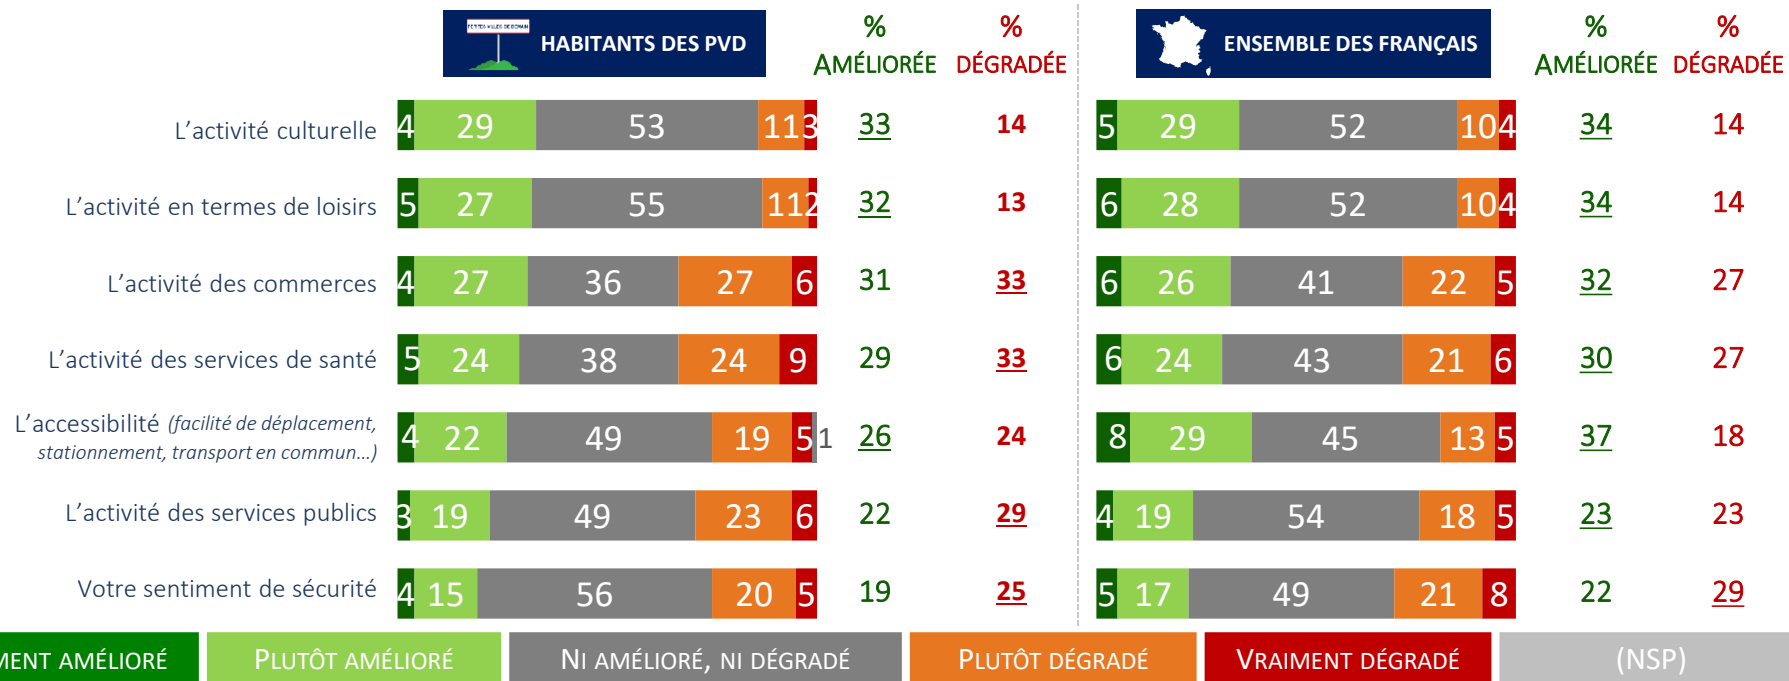 PETITES VILLES DE DEMAIN
HABITANTS DES PVD
%
AMÉLIORÉE
%
DÉGRADÉE
ENSEMBLE DES FRANÇAIS
%
AMÉLIORÉE
%
DÉGRADÉE
L'activité culturelle 4 29 53 11 3 33 14 5 29 52 10 4 34 14
L'activité en termes de loisirs 5 27 55 11 2 32 13 6 28 52 10 4 34 14
L'activité des commerces 4 27 36 27 6 31 33 6 26 41 22 5 32 27
L'activité des services de santé 5 24 38 24 9 29 33 6 24 43 21 6 30 27
L'accessibilité (facilité de déplacement,
stationnement, transport en commun...) 4 22 49 19 5 1 26 24 8 29 45 13 5 37 18
L'activité des services publics 3 19 49 23 6 22 29 4 19 54 18 5 23 23
Votre sentiment de sécurité 4 15 56 20 5 19 25 5 17 49 21 8 22 29
MENT AMÉLIORÉ PLUTÔT AMÉLIORÉ NI AMÉLIORÉ, NI DÉGRADÉ PLUTÔT DÉGRADÉ VRAIMENT DÉGRADÉ (NSP)